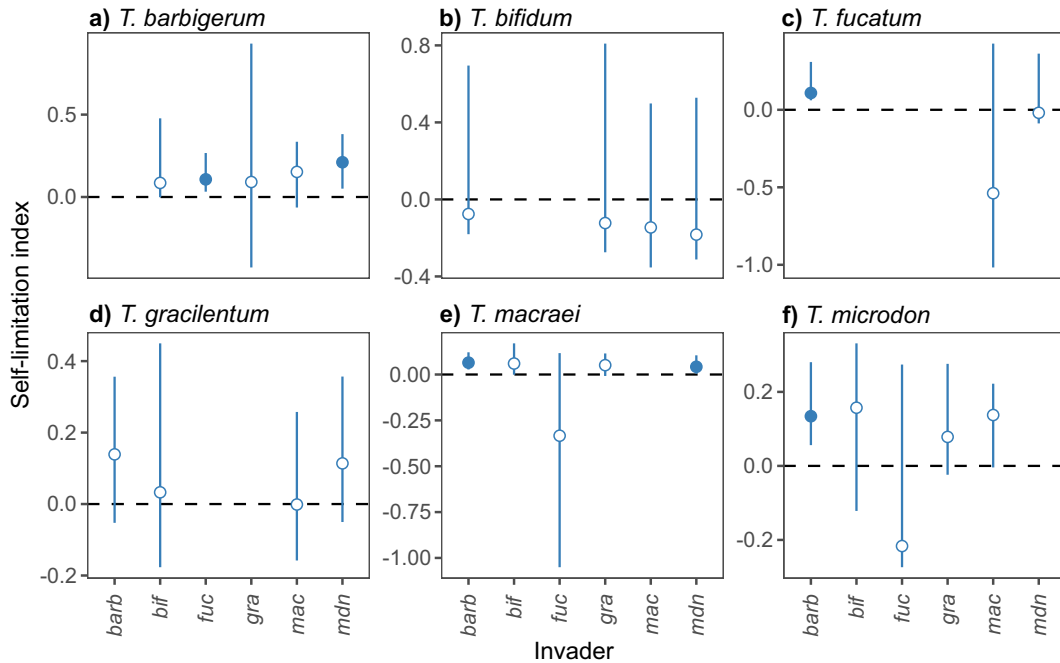 a) T. barbigerum
b) T. bifidum
c) T. fucatum
0.5
0.0
0.8
0.4
0.0
-0.4
0.0
-0.5
-1.0
Self-limitation index
d) T. gracilentum
e) T. macraei
f) T. microdon
0.4
0.2
0.0
-0.2
0.00
-0.25
-0.50
-0.75
-1.00
0.2
0.0
-0.2
barb bif fuc gra mac mdn
barb bif fuc gra mac mdn
barb bif fuc gra mac mdn
Invader